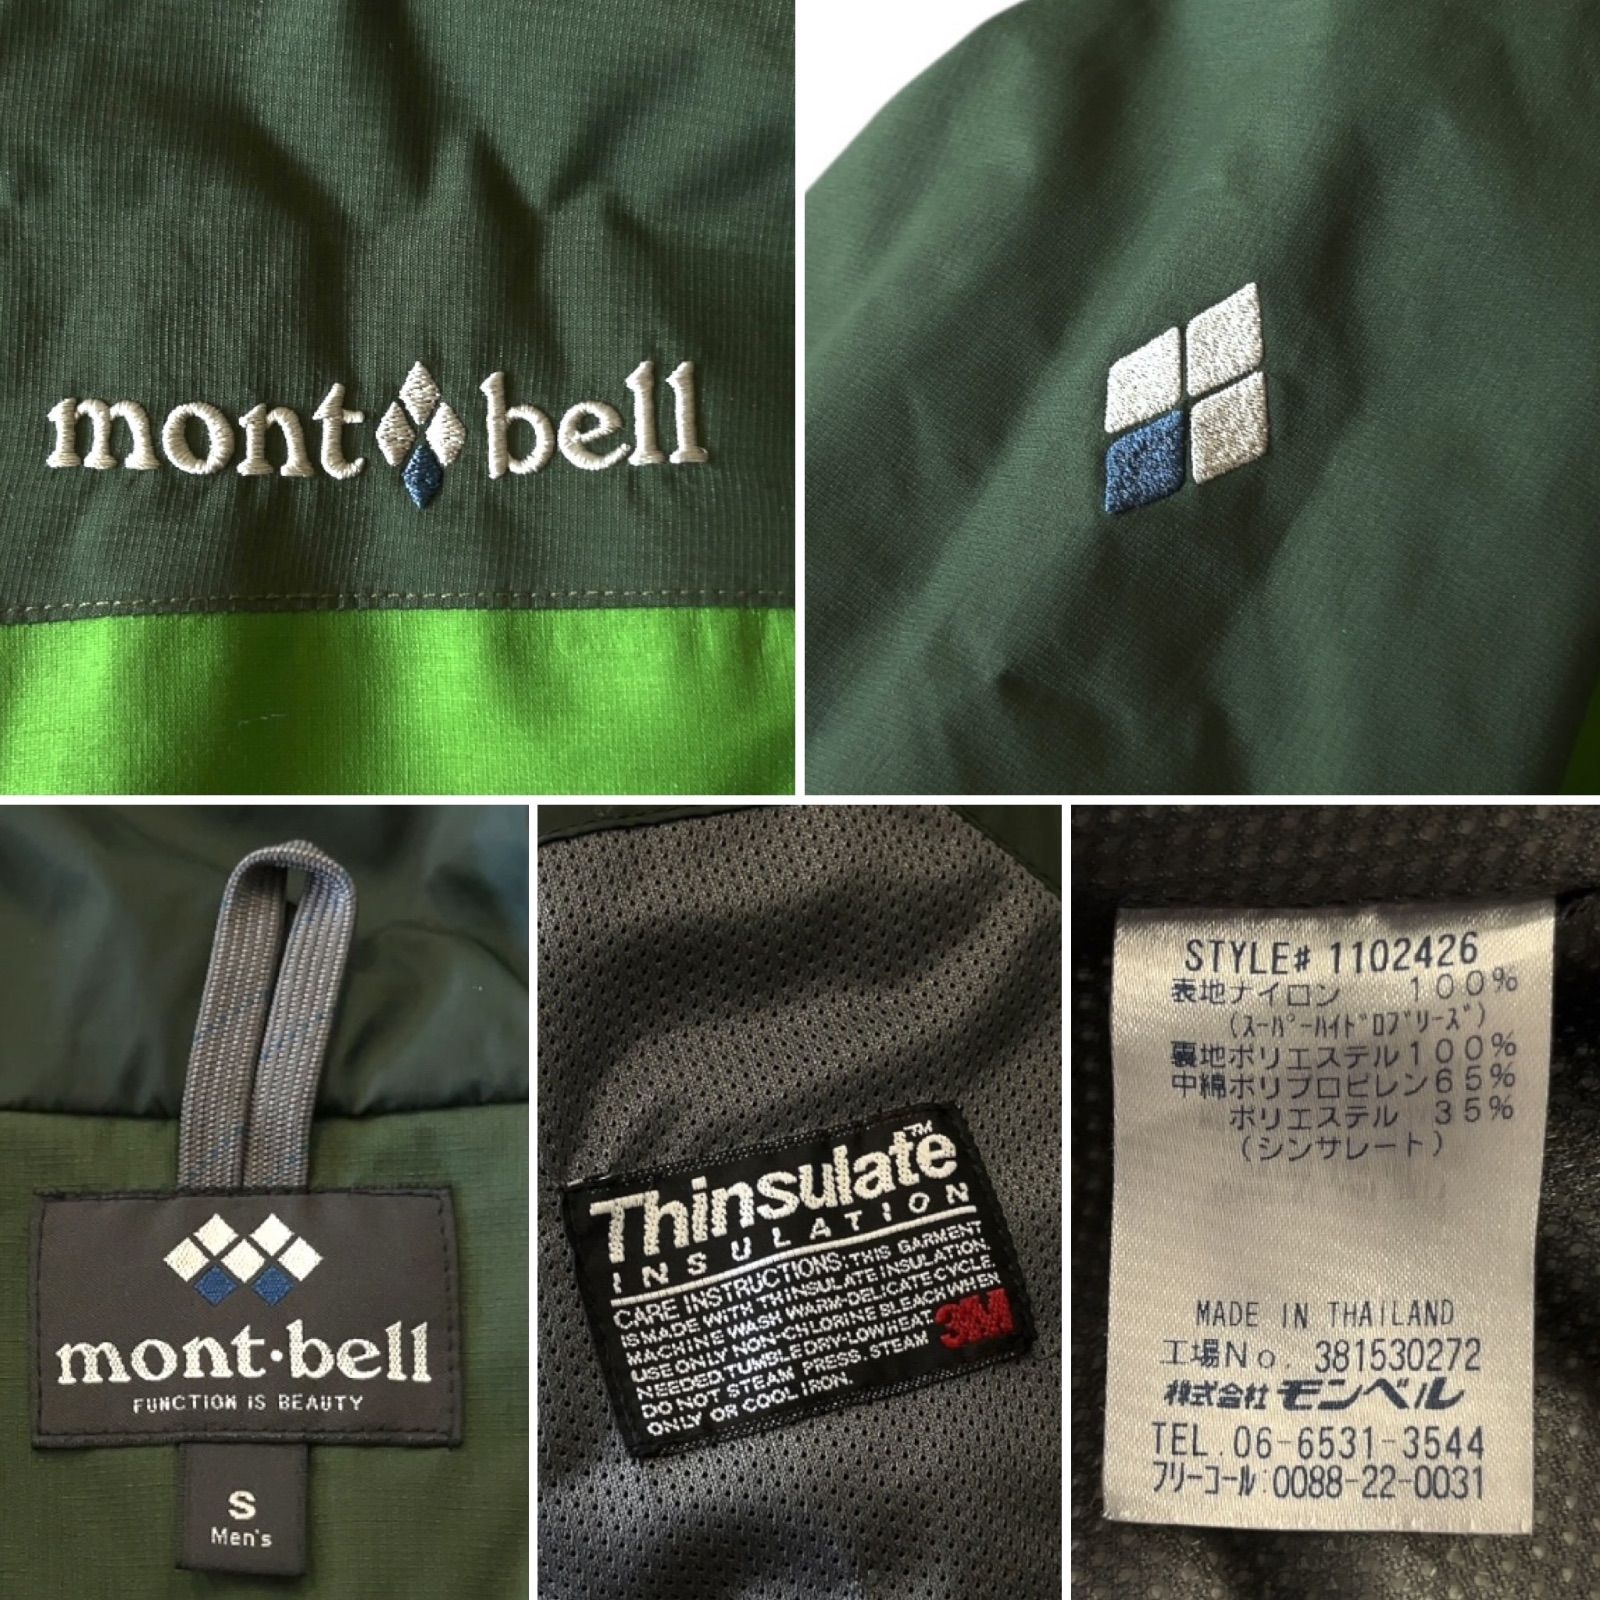 mont bell
mont·bell
FUNCTION IS BEAUTY
S
Men's
Thinsulate™
INSULATION
CARE INSTRUCTIONS: THIS GARMENT
IS MADE WITH THINSULATE INSULATION.
MACHINE WASH WARM-DELICATE CYCLE.
USE ONLY NON-CHLORINE BLEACH WHEN
NEEDED. TUMBLE DRY-LOW HEAT.
DO NOT STEAM PRESS. STEAM
ONLY OR COOL IRON.
3M
STYLE# 1102426
表地ナイロン 100%
(スーパーハイドロブリーズ)
裏地ポリエステル100%
中綿ポリプロピレン65%
ポリエステル 35%
(シンサレート)
MADE IN THAILAND
工場No. 381530272
株式会社モンベル
TEL.06-6531-3544
フリーコール:0088-22-0031